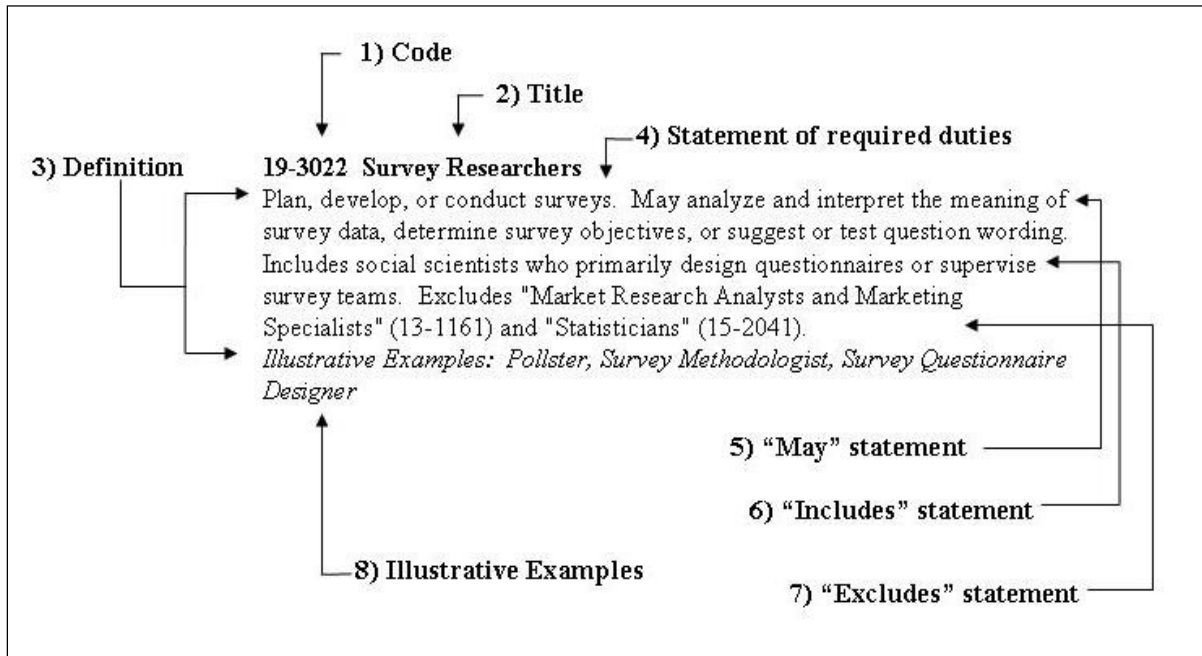 1) Code
2) Title
4) Statement of required duties
3) Definition
19-3022 Survey Researchers
Plan, develop, or conduct surveys. May analyze and interpret the meaning of
survey data, determine survey objectives, or suggest or test question wording.
Includes social scientists who primarily design questionnaires or supervise
survey teams. Excludes "Market Research Analysts and Marketing
Specialists" (13-1161) and "Statisticians" (15-2041).
Illustrative Examples: Pollster, Survey Methodologist, Survey Questionnaire
Designer
5) “May” statement
6) “Includes” statement
8) Illustrative Examples
7) “Excludes” statement